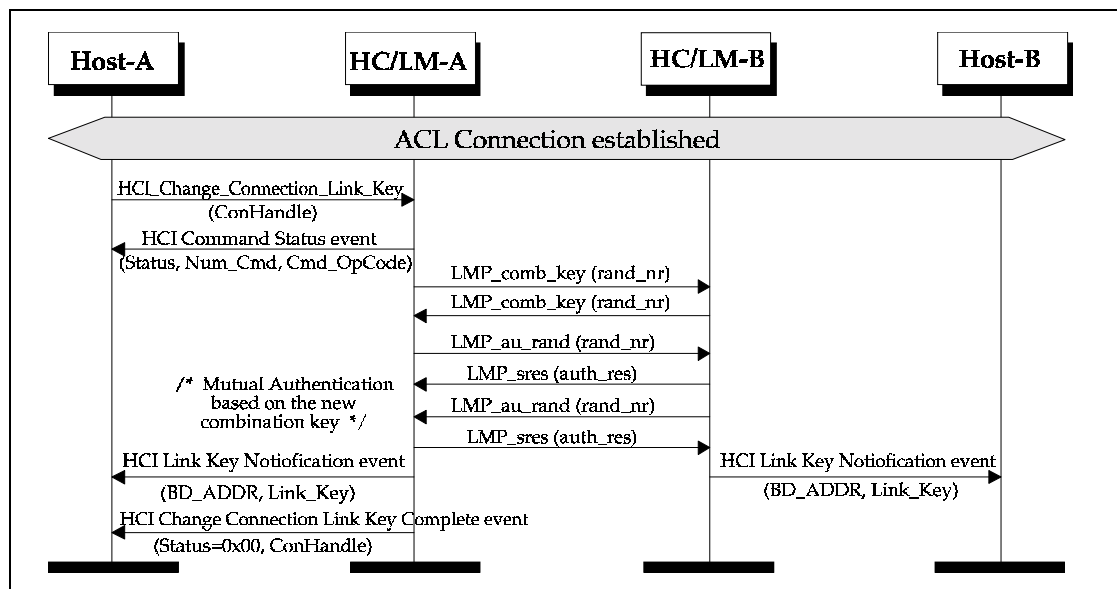 Host-A
HC/LM-A
HC/LM-B
Host-B
ACL Connection established
HCI_Change_Connection_Link_Key
(ConHandle)
HCI Command Status event
(Status, Num_Cmd, Cmd_OpCode)
LMP_comb_key (rand_nr)
LMP_comb_key (rand_nr)
LMP_au_rand (rand_nr)
LMP_sres (auth_res)
/* Mutual Authentication
based on the new
combination key */
LMP_au_rand (rand_nr)
LMP_sres (auth_res)
HCI Link Key Notiofication event
(BD_ADDR, Link_Key)
HCI Link Key Notiofication event
(BD_ADDR, Link_Key)
HCI Change Connection Link Key Complete event
(Status=0x00, ConHandle)